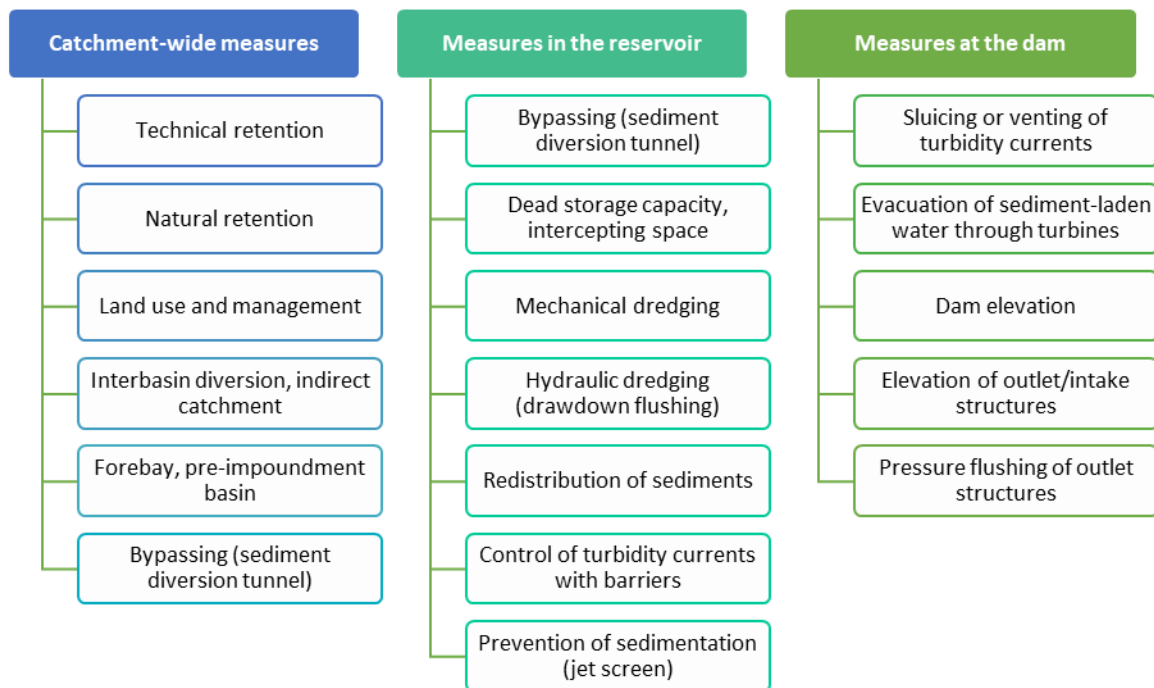 Catchment-wide measures
Technical retention
Natural retention
Land use and management
Interbasin diversion, indirect
catchment
Forebay, pre-impoundment
basin
Bypassing (sediment
diversion tunnel)
Measures in the reservoir
Bypassing (sediment
diversion tunnel)
Dead storage capacity,
intercepting space
Mechanical dredging
Hydraulic dredging
(drawdown flushing)
Redistribution of sediments
Control of turbidity currents
with barriers
Prevention of sedimentation
(jet screen)
Measures at the dam
Sluicing or venting of
turbidity currents
Evacuation of sediment-laden
water through turbines
Dam elevation
Elevation of outlet/intake
structures
Pressure flushing of outlet
structures